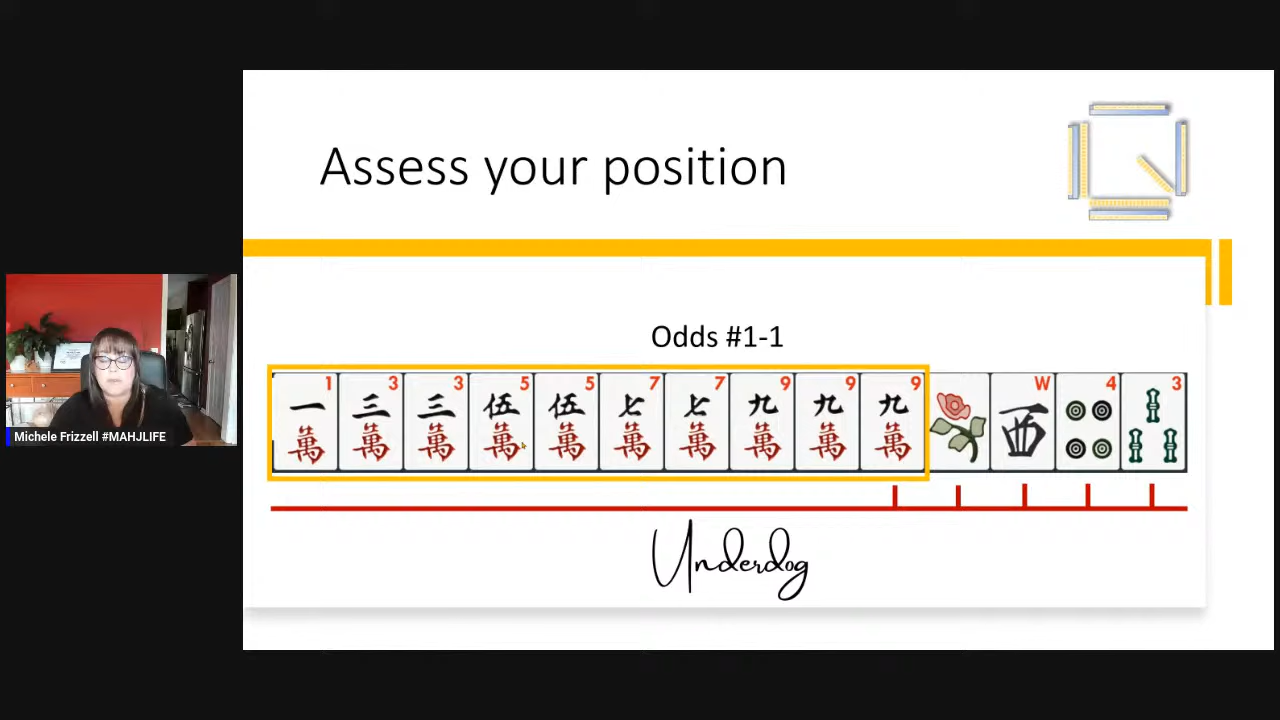 Assess your position
Odds #1-1
1 3 3 5 5 7 7 9 9 9 W 4 3
一 三 三 伍 伍 七 七 九 九 九 西
萬 萬 萬 萬 萬 萬 萬 萬 萬 萬
Michele Frizzell #MAHJLIFE
Underdog